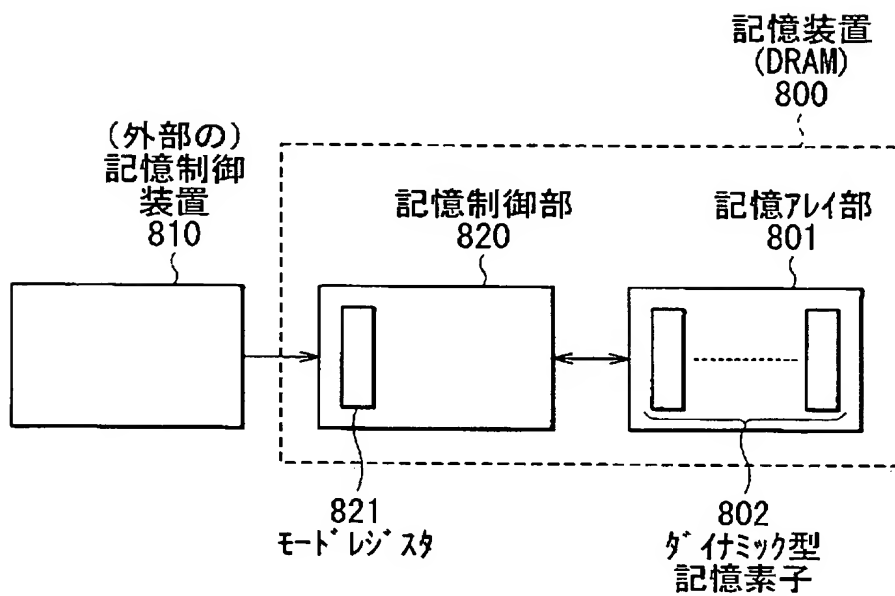 記憶装置
(DRAM)
800
(外部の)
記憶制御
装置
810
記憶制御部
820
記憶アレイ部
801
821
モードレジスタ
802
ダイナミック型
記憶素子